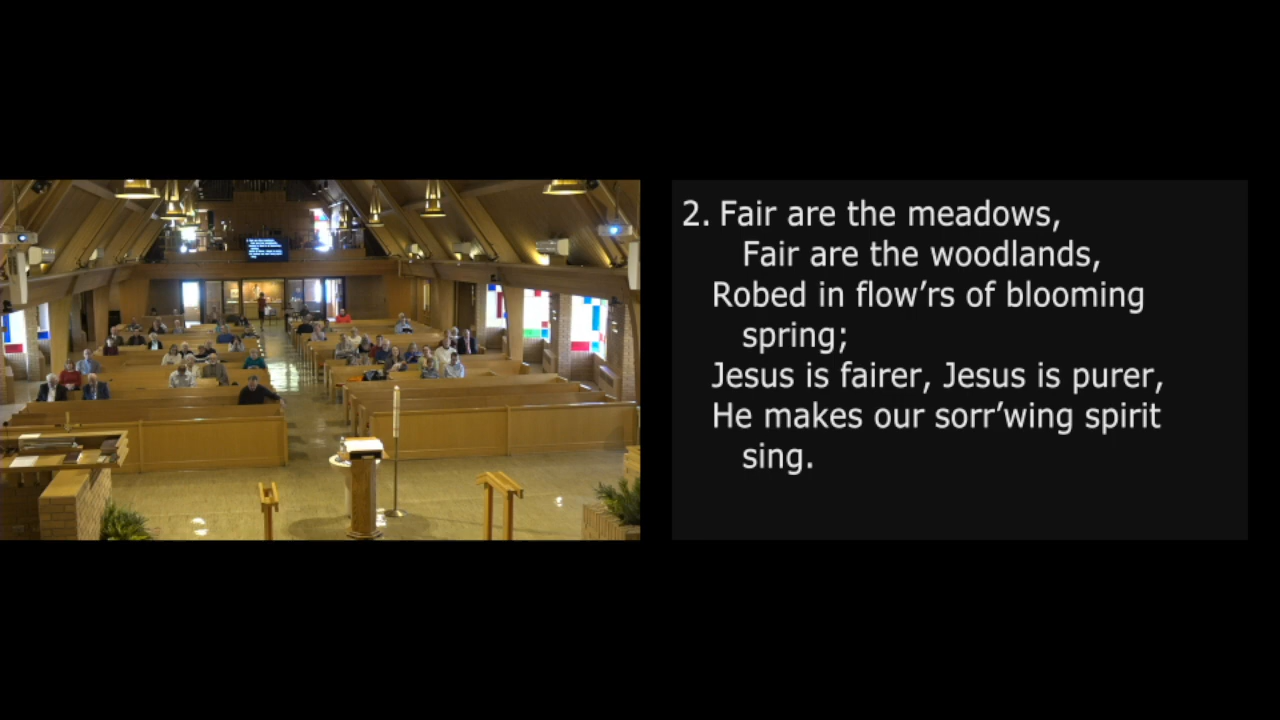 2. Fair are the meadows,
Fair are the woodlands,
Robed in flow’rs of blooming
spring;
Jesus is fairer, Jesus is purer,
He makes our sorr’wing spirit
sing.